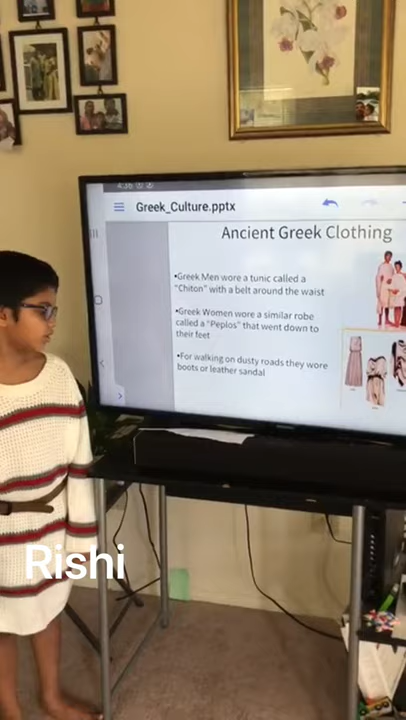 4:36
Greek_Culture.pptx
Ancient Greek Clothing
•Greek Men wore a tunic called a
"Chiton" with a belt around the waist
•Greek Women wore a similar robe
called a "Peplos" that went down to
their feet
•For walking on dusty roads they wore
boots or leather sandal
Rishi